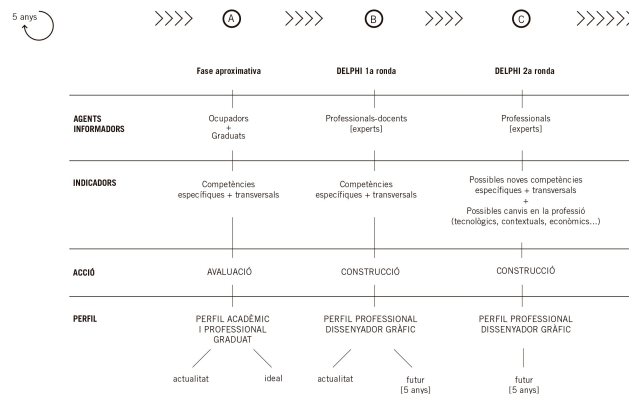 5 anys
A
B
C
Fase aproximativa
DELPHI 1a ronda
DELPHI 2a ronda
AGENTS
INFORMADORS
Ocupadors
+
Graduats
Professionals-docents
[experts]
Professionals
[experts]
INDICADORS
Competències
específiques + transversals
Competències
específiques + transversals
Possibles noves competències
específiques + transversals
+
Possibles canvis en la professió
(tecnològics, contextuals, econòmics...)
ACCIÓ
AVALUACIÓ
CONSTRUCCIÓ
CONSTRUCCIÓ
PERFIL
PERFIL ACADÈMIC
I PROFESSIONAL
GRADUAT
PERFIL PROFESSIONAL
DISSENYADOR GRÀFIC
PERFIL PROFESSIONAL
DISSENYADOR GRÀFIC
actualitat
ideal
actualitat
futur
[5 anys]
futur
[5 anys]